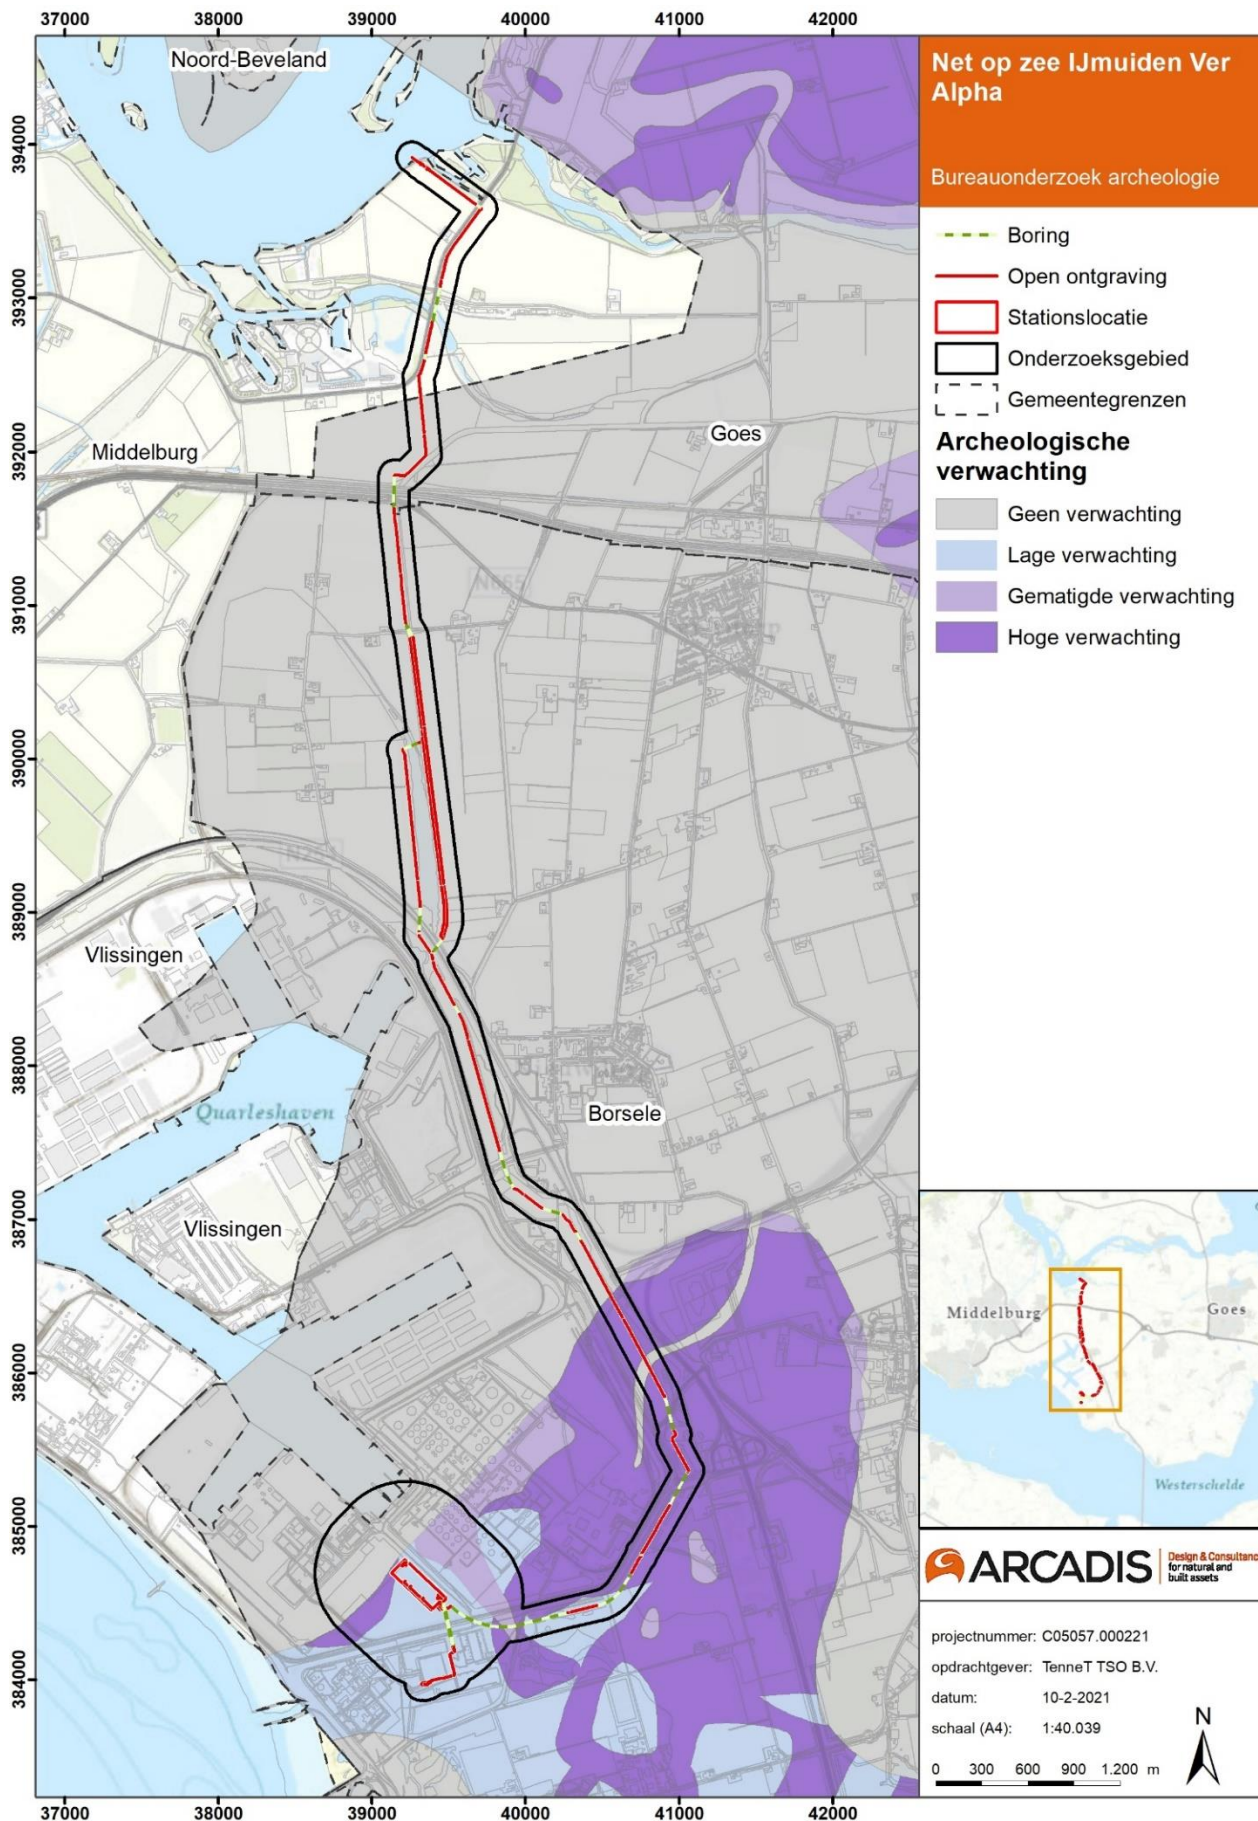 37000 38000 39000 40000 41000 42000
Noord-Beveland
394000
393000
392000
391000
390000
389000
388000
387000
386000
385000
384000
Middelburg
Goes
N665
Vlissingen
Quarleshaven
Borsele
Vlissingen
37000 38000 39000 40000 41000 42000
Net op zee IJmuiden Ver
Alpha
Bureauonderzoek archeologie
Boring
Open ontgraving
Stationslocatie
Onderzoeksgebied
Gemeentegrenzen
Archeologische
verwachting
Geen verwachting
Lage verwachting
Gematigde verwachting
Hoge verwachting
Middelburg
Goes
Westerschelde
ARCADIS
Design & Consultanc
for natural and
built assets
projectnummer: C05057.000221
opdrachtgever: TenneT TSO B.V.
datum: 10-2-2021
schaal (A4): 1:40.039
N
0 300 600 900 1.200 m